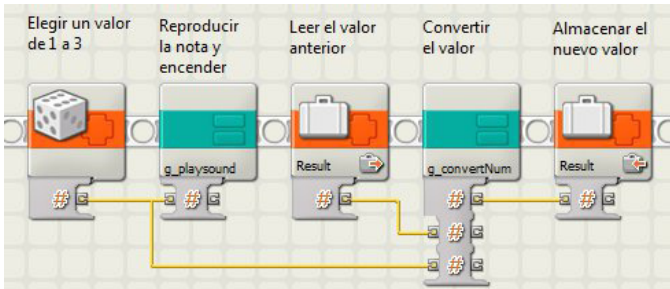 Elegir un valor
de 1 a 3
Reproducir
la nota y
encender
Leer el valor
anterior
Convertir
el valor
Almacenar el
nuevo valor
g_playsound
Result
g_convertNum
Result
#
#
#
#
#
#
#